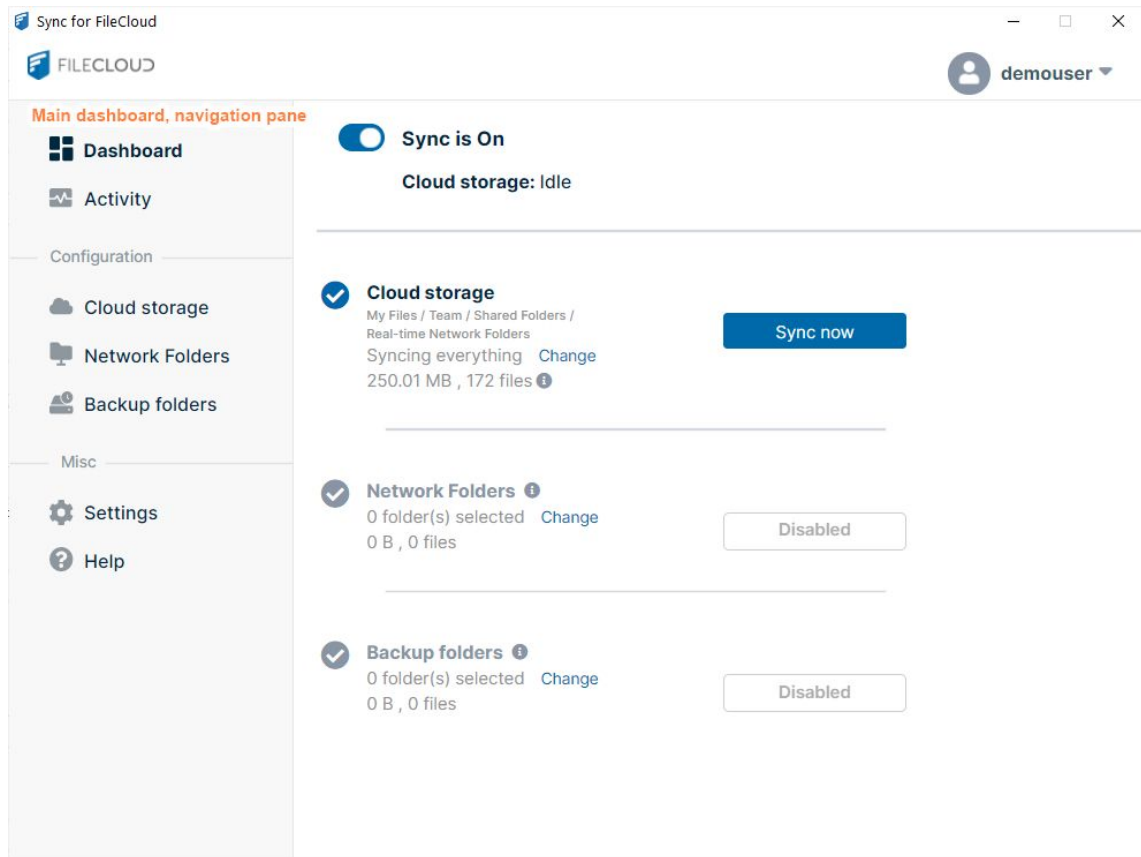 Sync for FileCloud
FILECLOUD
demouser
Main dashboard, navigation pane
Dashboard
Activity
Configuration
Cloud storage
Network Folders
Backup folders
Misc
Settings
Help
Sync is On
Cloud storage: Idle
Cloud storage
My Files / Team / Shared Folders /
Real-time Network Folders
Syncing everything Change
250.01 MB , 172 files
Sync now
Network Folders
0 folder(s) selected Change
0 B , 0 files
Disabled
Backup folders
0 folder(s) selected Change
0 B , 0 files
Disabled